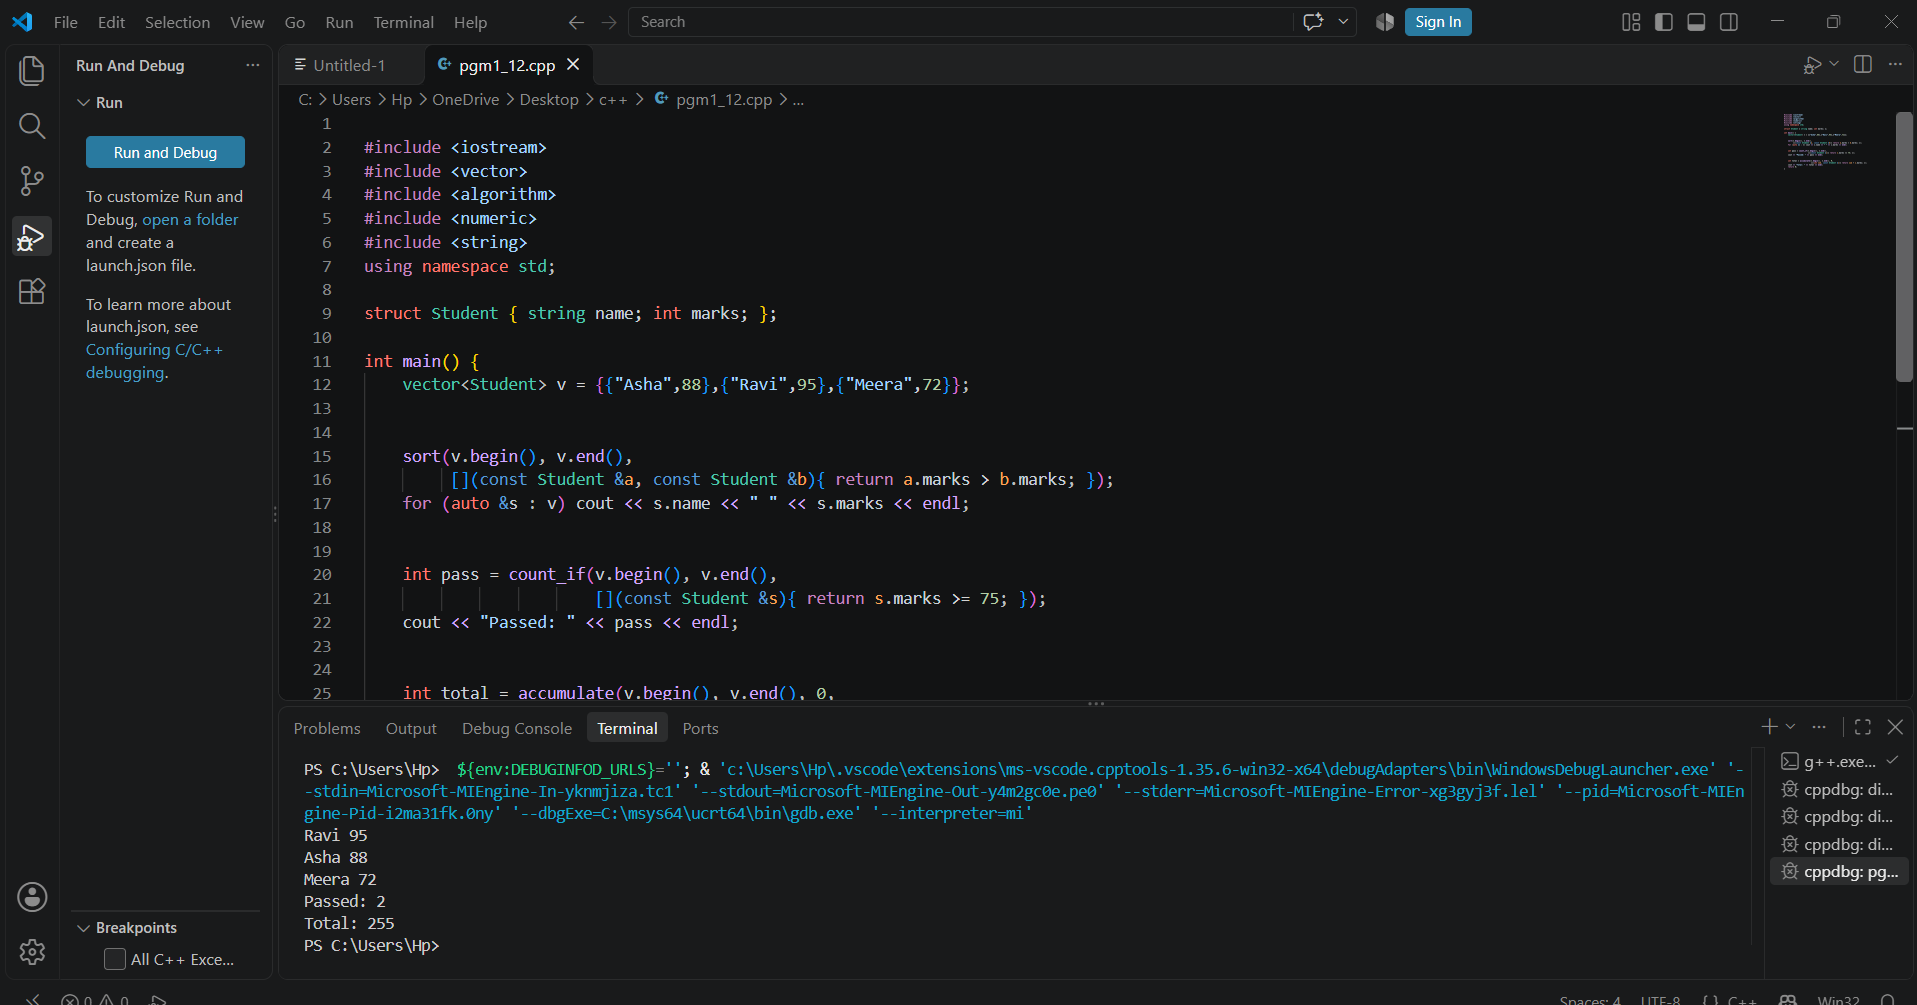 File Edit Selection View Go Run Terminal Help
Search
Sign In
Run And Debug
Run
Run and Debug
To customize Run and
Debug, open a folder
and create a
launch.json file.
To learn more about
launch.json, see
Configuring C/C++
debugging.
Breakpoints
All C++ Exce...
Untitled-1
pgm1_12.cpp
C: > Users > Hp > OneDrive > Desktop > c++ > pgm1_12.cpp > ...
1
2 #include <iostream>
3 #include <vector>
4 #include <algorithm>
5 #include <numeric>
6 #include <string>
7 using namespace std;
8
9 struct Student { string name; int marks; };
10
11 int main() {
12 vector<Student> v = {{"Asha",88},{"Ravi",95},{"Meera",72}};
13
14
15 sort(v.begin(), v.end(),
16 [](const Student &a, const Student &b){ return a.marks > b.marks; });
17 for (auto &s : v) cout << s.name << " " << s.marks << endl;
18
19
20 int pass = count_if(v.begin(), v.end(),
21 [](const Student &s){ return s.marks >= 75; });
22 cout << "Passed: " << pass << endl;
23
24
25 int total = accumulate(v.begin(), v.end(), 0,
Problems Output Debug Console Terminal Ports
PS C:\Users\Hp> ${env:DEBUGINFOD_URLS}=''; & 'c:\Users\Hp\.vscode\extensions\ms-vscode.cpptools-1.35.6-win32-x64\debugAdapters\bin\WindowsDebugLauncher.exe' '-
-stdin=Microsoft-MIEngine-In-yknmjiza.tc1' '--stdout=Microsoft-MIEngine-Out-y4m2gc0e.pe0' '--stderr=Microsoft-MIEngine-Error-xg3gyj3f.lel' '--pid=Microsoft-MIEn
gine-Pid-i2ma31fk.0ny' '--dbgExe=C:\msys64\ucrt64\bin\gdb.exe' '--interpreter=mi'
Ravi 95
Asha 88
Meera 72
Passed: 2
Total: 255
PS C:\Users\Hp>
g++.exe...
cppdbg: di...
cppdbg: di...
cppdbg: di...
cppdbg: pg...
0 0
Spaces: 4 UTF-8 {} C++ Win32